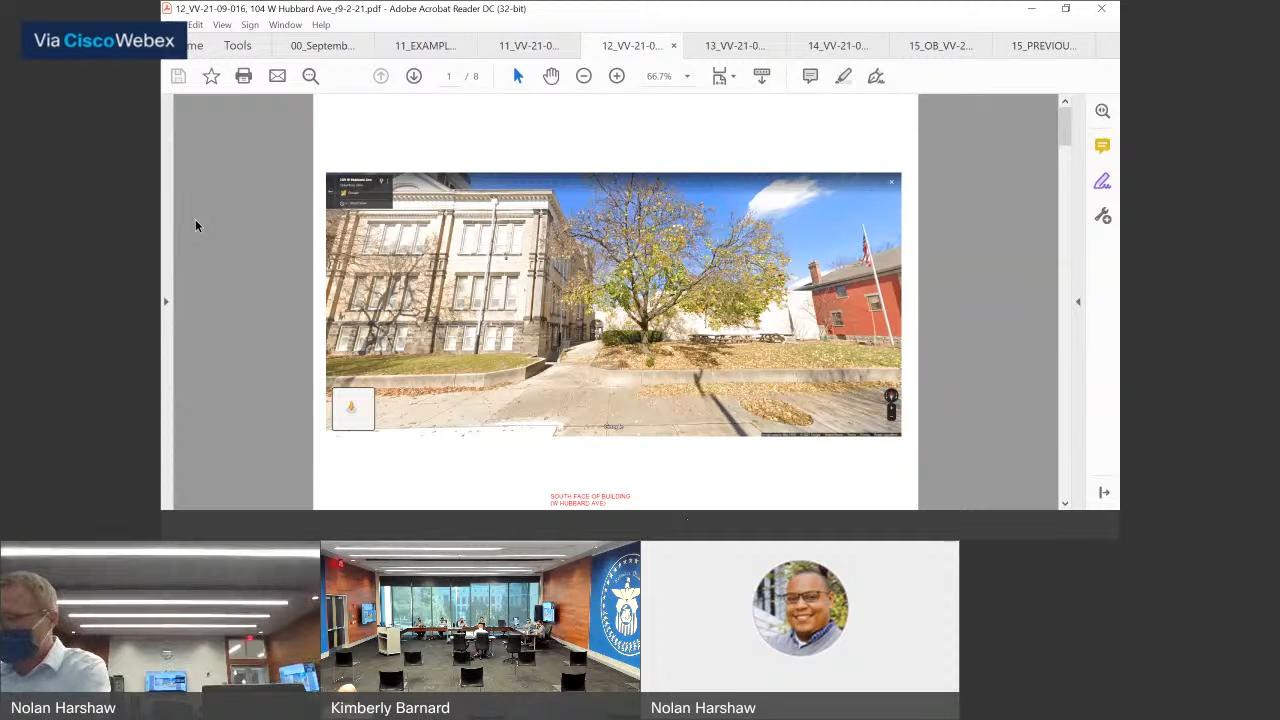 12_VV-21-09-016, 104 W Hubbard Ave_r9-2-21.pdf - Adobe Acrobat Reader DC (32-bit)
Edit View Sign Window Help
Via Cisco Webex
me Tools 00_Septemb... 11_EXAMPL... 11_VV-21-0... 12_VV-21-0... × 13_VV-21-0... 14_VV-21-0... 15_OB_VV-2... 15_PREVIOU...
1 / 8 66.7%
Google
SOUTH FACE OF BUILDING
(W HUBBARD AVE)
Nolan Harshaw
Kimberly Barnard
Nolan Harshaw